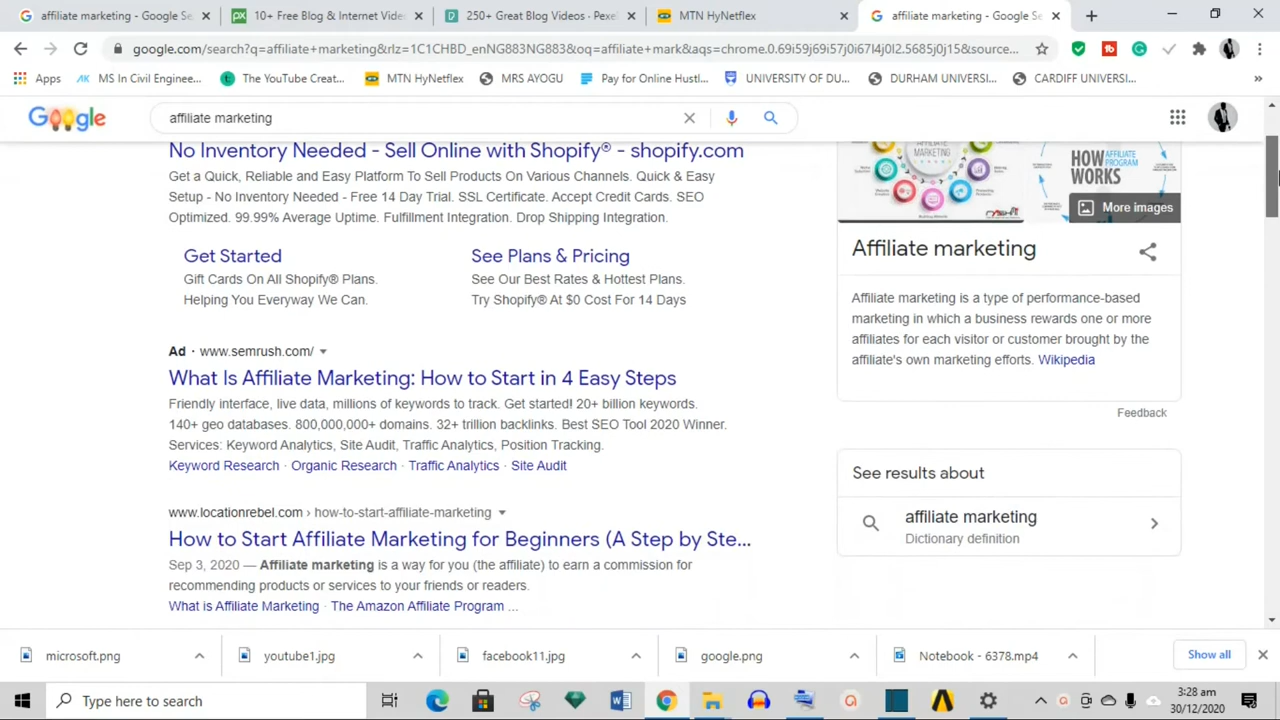 affiliate marketing - Google Se
10+ Free Blog & Internet Video
250+ Great Blog Videos · Pexel
MTN HyNetflex
affiliate marketing - Google Se
google.com/search?q=affiliate+marketing&rlz=1C1CHBD_enNG883NG883&oq=affiliate+mark&aqs=chrome.0.69i59j69i57j0i67l4j0l2.5685j0j15&source...
Apps
MS In Civil Enginee...
The YouTube Creat...
MTN HyNetflex
MRS AYOGU
Pay for Online Hustl...
UNIVERSITY OF DU...
DURHAM UNIVERSI...
CARDIFF UNIVERSI...
»
Google
affiliate marketing
No Inventory Needed - Sell Online with Shopify® - shopify.com
Get a Quick, Reliable and Easy Platform To Sell Products On Various Channels. Quick & Easy
Setup - No Inventory Needed - Free 14 Day Trial. SSL Certificate. Accept Credit Cards. SEO
Optimized. 99.99% Average Uptime. Fulfillment Integration. Drop Shipping Integration.
Get Started
Gift Cards On All Shopify® Plans.
Helping You Everyway We Can.
See Plans & Pricing
See Our Best Rates & Hottest Plans.
Try Shopify® At $0 Cost For 14 Days
Ad · www.semrush.com/
What Is Affiliate Marketing: How to Start in 4 Easy Steps
Friendly interface, live data, millions of keywords to track. Get started! 20+ billion keywords.
140+ geo databases. 800,000,000+ domains. 32+ trillion backlinks. Best SEO Tool 2020 Winner.
Services: Keyword Analytics, Site Audit, Traffic Analytics, Position Tracking.
Keyword Research · Organic Research · Traffic Analytics · Site Audit
www.locationrebel.com › how-to-start-affiliate-marketing
How to Start Affiliate Marketing for Beginners (A Step by Ste...
Sep 3, 2020 — Affiliate marketing is a way for you (the affiliate) to earn a commission for
recommending products or services to your friends or readers.
What is Affiliate Marketing · The Amazon Affiliate Program ...
MARKETING
HOW AFFILIATE PROGRAM
WORKS
More images
Affiliate marketing
Affiliate marketing is a type of performance-based
marketing in which a business rewards one or more
affiliates for each visitor or customer brought by the
affiliate's own marketing efforts. Wikipedia
Feedback
See results about
affiliate marketing
Dictionary definition
microsoft.png
youtube1.jpg
facebook11.jpg
google.png
Notebook - 6378.mp4
Show all
Type here to search
3:28 am
30/12/2020